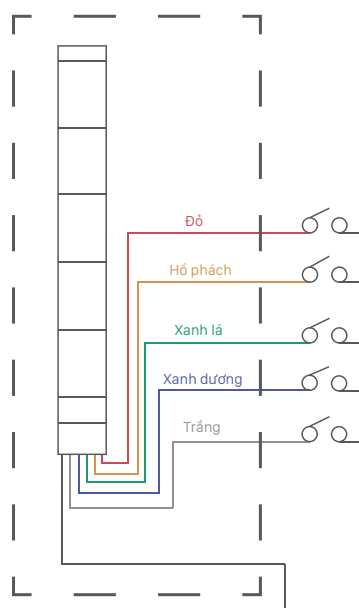 Đỏ
Hổ phách
Xanh lá
Xanh dương
Trắng